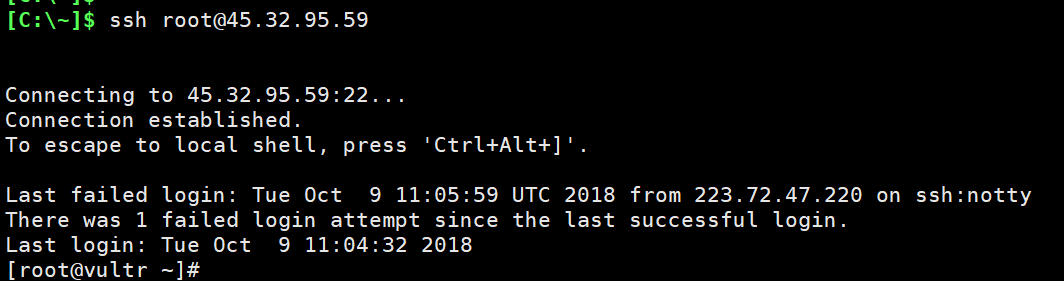 [C:\~]$ ssh root@45.32.95.59
Connecting to 45.32.95.59:22...
Connection established.
To escape to local shell, press 'Ctrl+Alt+]'.
Last failed login: Tue Oct  9 11:05:59 UTC 2018 from 223.72.47.220 on ssh:notty
There was 1 failed login attempt since the last successful login.
Last login: Tue Oct  9 11:04:32 2018
[root@vultr ~]#